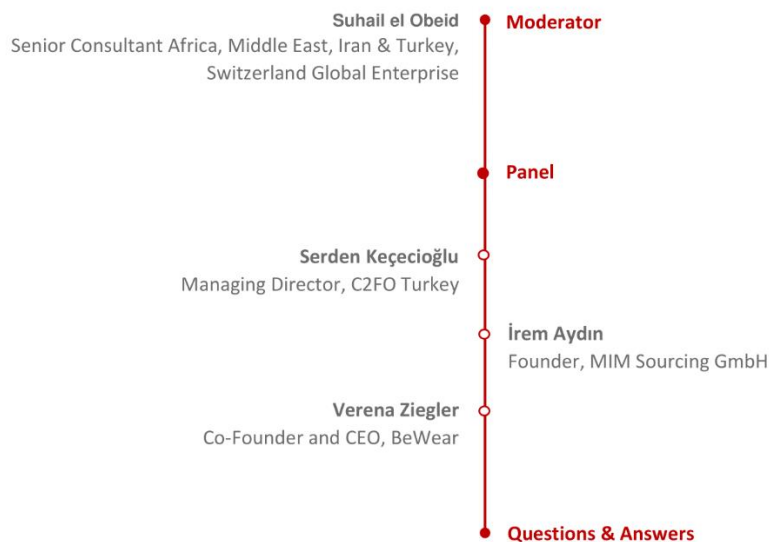 Suhail el Obeid
Moderator
Senior Consultant Africa, Middle East, Iran & Turkey,
Switzerland Global Enterprise
Panel
Serden Keçecioğlu
Managing Director, C2FO Turkey
İrem Aydın
Founder, MIM Sourcing GmbH
Verena Ziegler
Co-Founder and CEO, BeWear
Questions & Answers